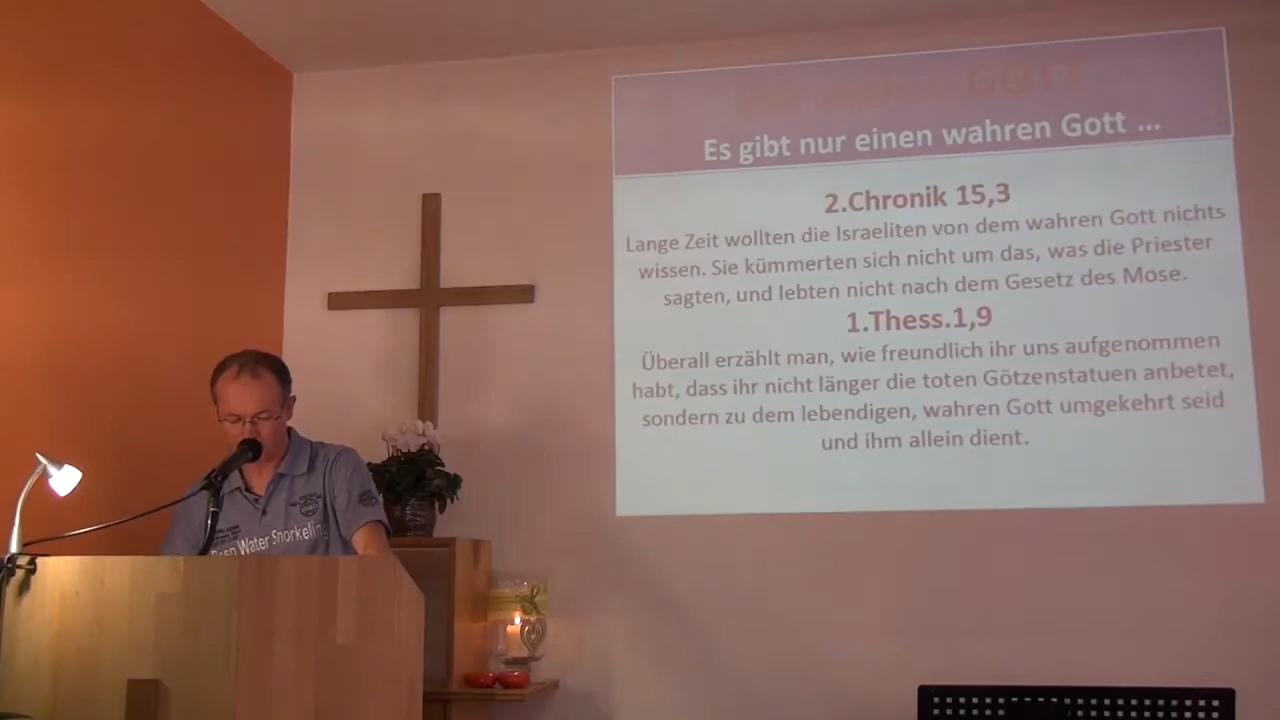 GOTT
Es gibt nur einen wahren Gott ...
2.Chronik 15,3
Lange Zeit wollten die Israeliten von dem wahren Gott nichts
wissen. Sie kümmerten sich nicht um das, was die Priester
sagten, und lebten nicht nach dem Gesetz des Mose.
1.Thess.1,9
Überall erzählt man, wie freundlich ihr uns aufgenommen
habt, dass ihr nicht länger die toten Götzenstatuen anbetet,
sondern zu dem lebendigen, wahren Gott umgekehrt seid
und ihm allein dient.
Water Snorkeling